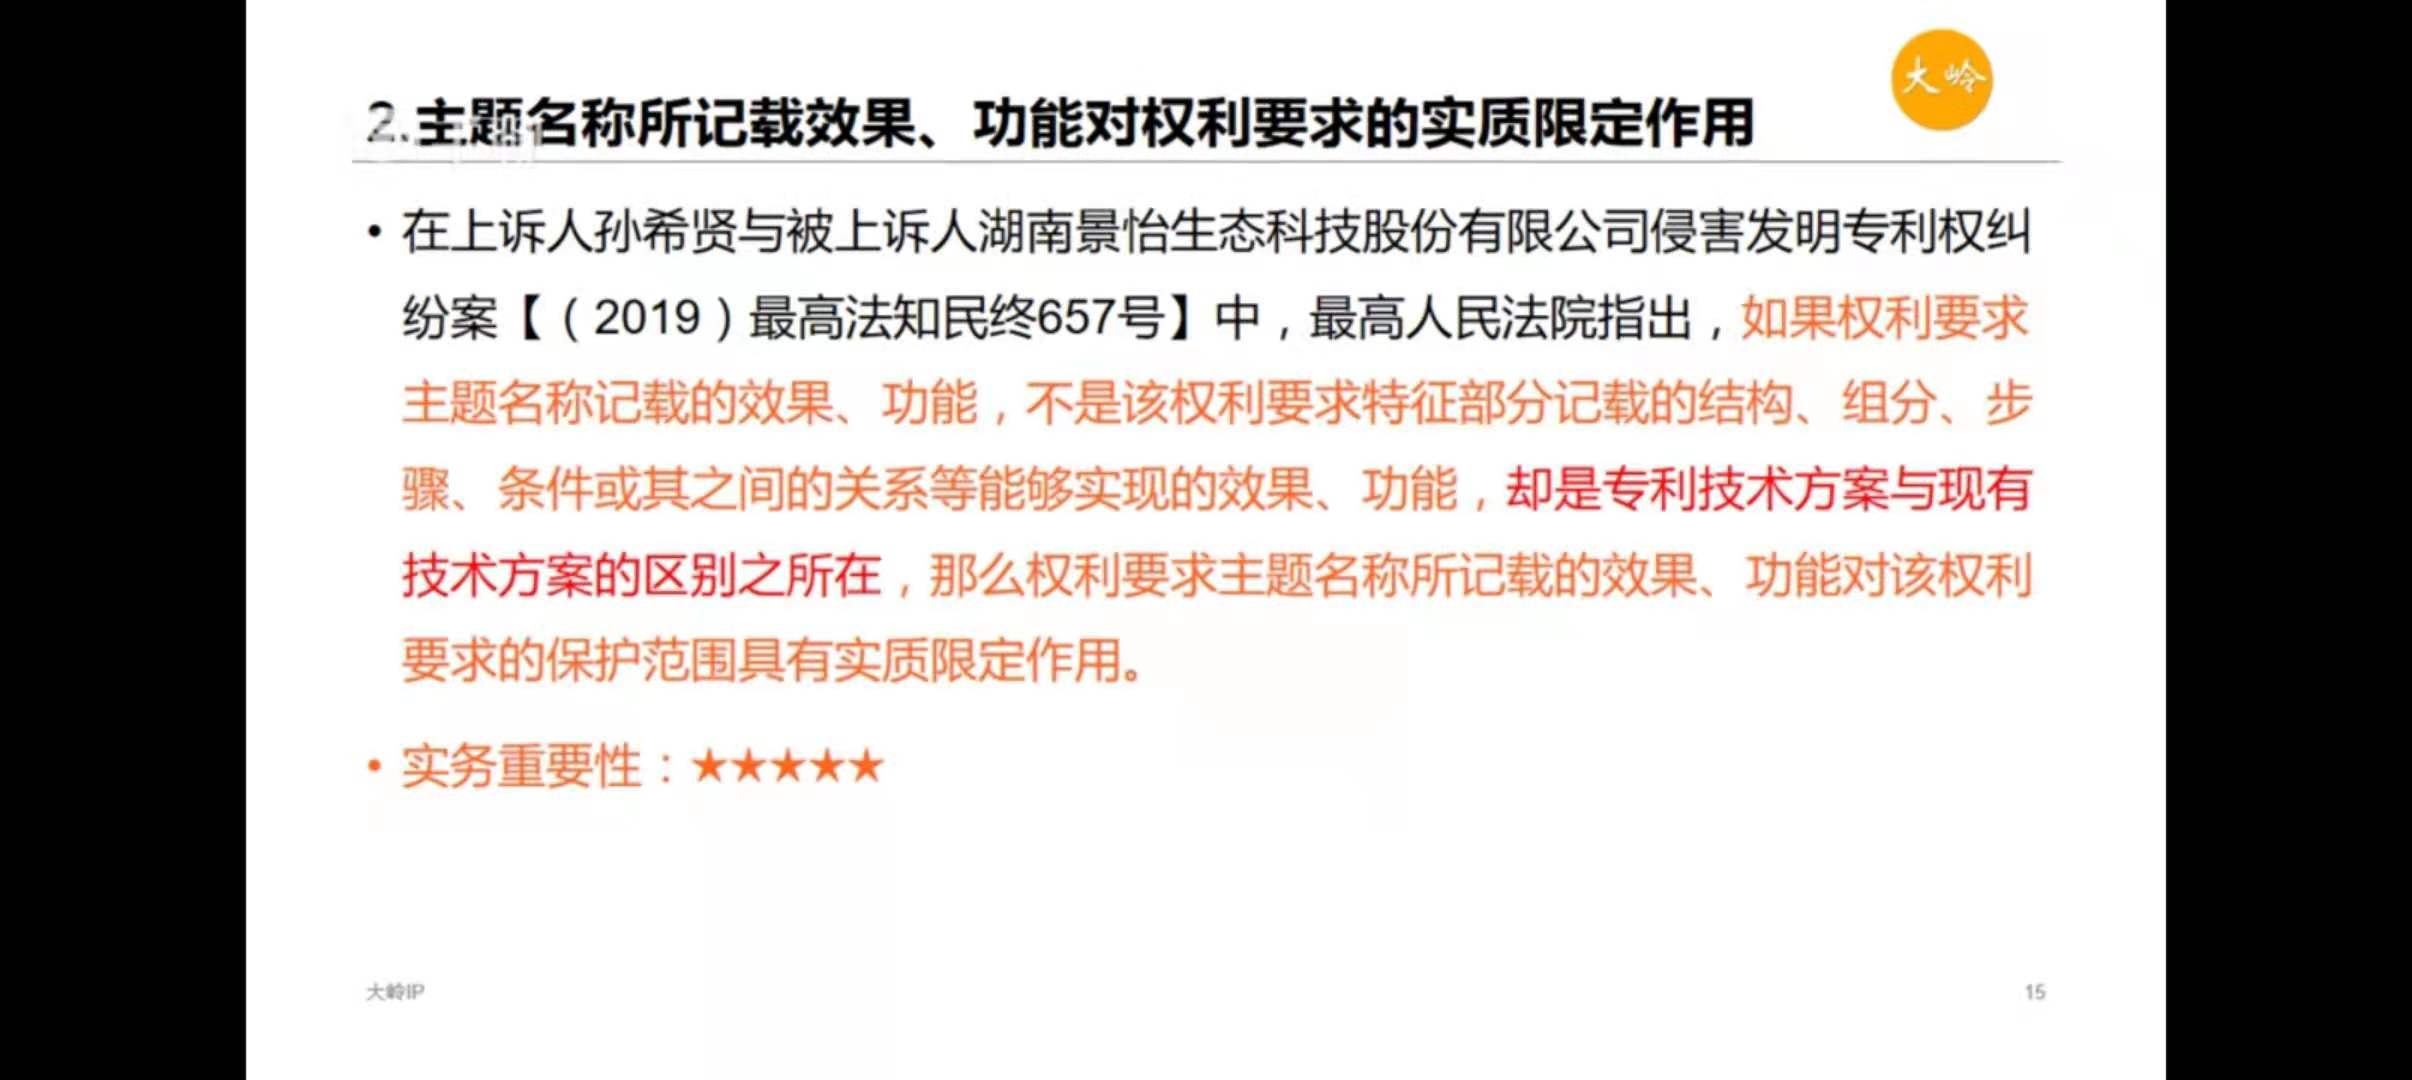 大岭
2.主题名称所记载效果、功能对权利要求的实质限定作用
• 在上诉人孙希贤与被上诉人湖南景怡生态科技股份有限公司侵害发明专利权纠
纷案【（2019）最高法知民终657号】中，最高人民法院指出，如果权利要求
主题名称记载的效果、功能，不是该权利要求特征部分记载的结构、组分、步
骤、条件或其之间的关系等能够实现的效果、功能，却是专利技术方案与现有
技术方案的区别之所在，那么权利要求主题名称所记载的效果、功能对该权利
要求的保护范围具有实质限定作用。
• 实务重要性：★★★★★
大岭IP
15